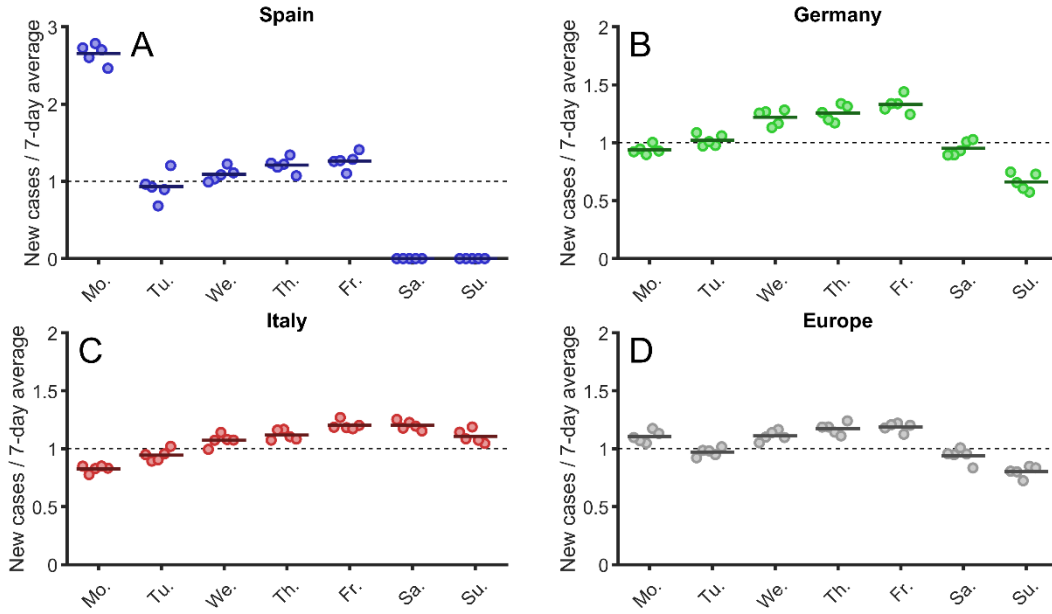 Spain
A
New cases / 7-day average
3
2
1
0
Mo. Tu. We. Th. Fr. Sa. Su.
Germany
B
New cases / 7-day average
2
1.5
1
0.5
0
Mo. Tu. We. Th. Fr. Sa. Su.
Italy
C
New cases / 7-day average
2
1.5
1
0.5
0
Mo. Tu. We. Th. Fr. Sa. Su.
Europe
D
New cases / 7-day average
2
1.5
1
0.5
0
Mo. Tu. We. Th. Fr. Sa. Su.